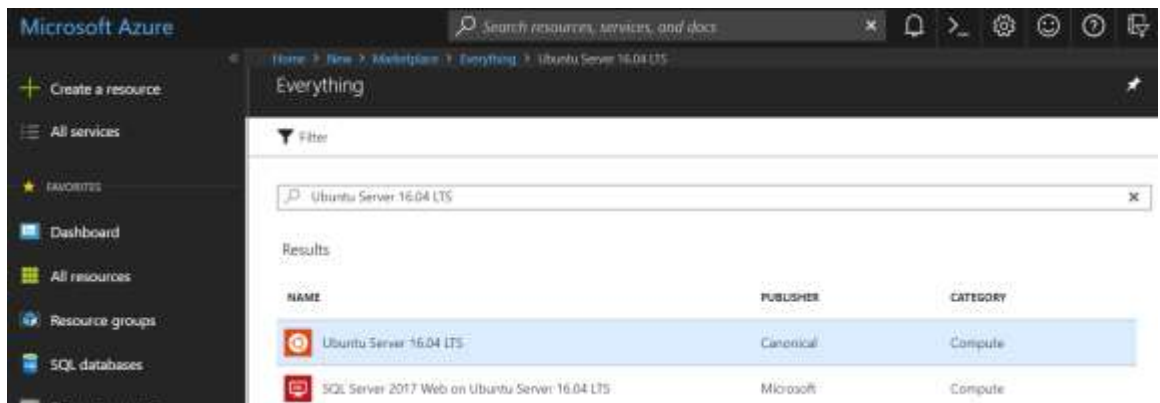 Microsoft Azure
Search resources, services, and docs
Home > New > Marketplace > Everything > Ubuntu Server 16.04 LTS
Create a resource
Everything
All services
Filter
FAVORITES
Ubuntu Server 16.04 LTS
Dashboard
Results
All resources
NAME PUBLISHER CATEGORY
Resource groups
Ubuntu Server 16.04 LTS Canonical Compute
SQL databases
SQL Server 2017 Web on Ubuntu Server 16.04 LTS Microsoft Compute